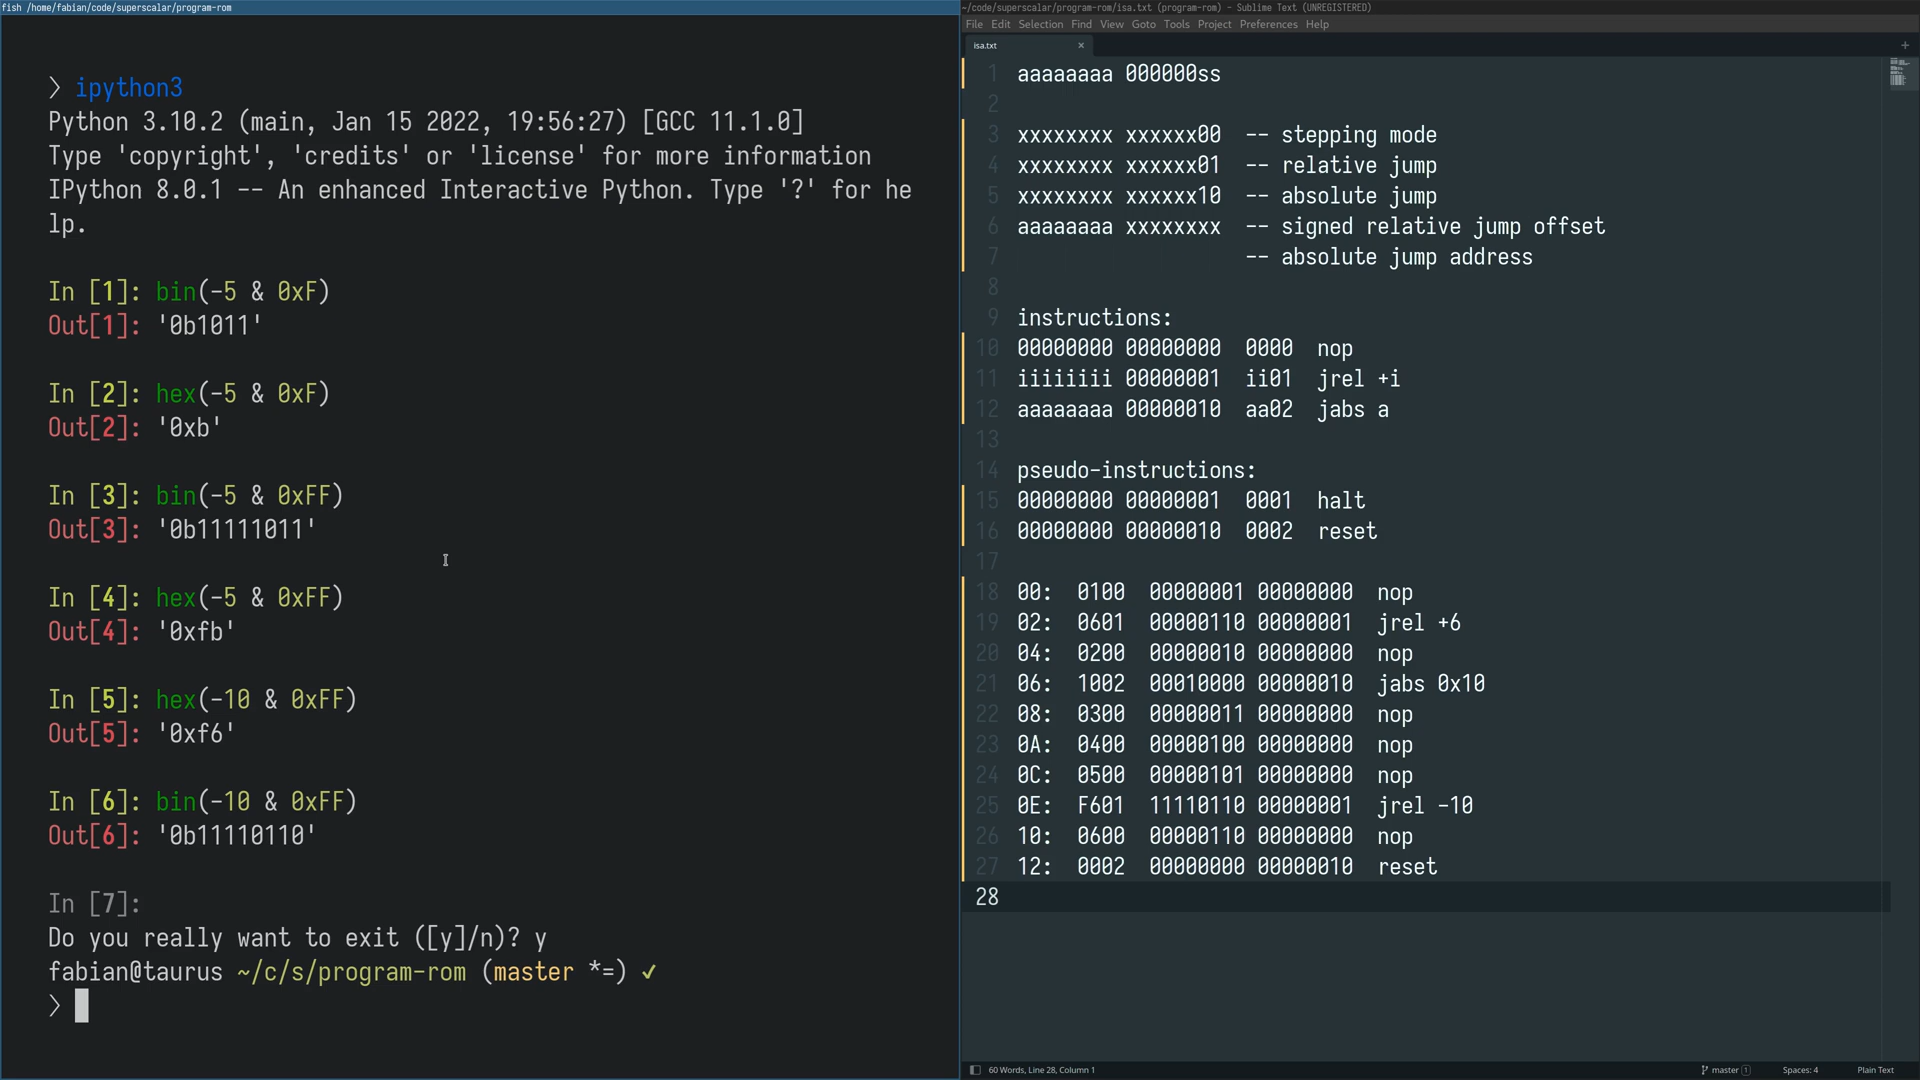 fish /home/fabian/code/superscalar/program-rom
> ipython3
Python 3.10.2 (main, Jan 15 2022, 19:56:27) [GCC 11.1.0]
Type 'copyright', 'credits' or 'license' for more information
IPython 8.0.1 -- An enhanced Interactive Python. Type '?' for he
lp.
In [1]: bin(-5 & 0xF)
Out[1]: '0b1011'
In [2]: hex(-5 & 0xF)
Out[2]: '0xb'
In [3]: bin(-5 & 0xFF)
Out[3]: '0b11111011'
In [4]: hex(-5 & 0xFF)
Out[4]: '0xfb'
In [5]: hex(-10 & 0xFF)
Out[5]: '0xf6'
In [6]: bin(-10 & 0xFF)
Out[6]: '0b11110110'
In [7]:
Do you really want to exit ([y]/n)? y
fabian@taurus ~/c/s/program-rom (master *=) ✓
>
~/code/superscalar/program-rom/isa.txt (program-rom) - Sublime Text (UNREGISTERED)
File Edit Selection Find View Goto Tools Project Preferences Help
isa.txt × +
1 aaaaaaaa 000000ss
2
3 xxxxxxxx xxxxxx00 -- stepping mode
4 xxxxxxxx xxxxxx01 -- relative jump
5 xxxxxxxx xxxxxx10 -- absolute jump
6 aaaaaaaa xxxxxxxx -- signed relative jump offset
7 -- absolute jump address
8
9 instructions:
10 00000000 00000000 0000 nop
11 iiiiiiii 00000001 ii01 jrel +i
12 aaaaaaaa 00000010 aa02 jabs a
13
14 pseudo-instructions:
15 00000000 00000001 0001 halt
16 00000000 00000010 0002 reset
17
18 00: 0100 00000001 00000000 nop
19 02: 0601 00000110 00000001 jrel +6
20 04: 0200 00000010 00000000 nop
21 06: 1002 00010000 00000010 jabs 0x10
22 08: 0300 00000011 00000000 nop
23 0A: 0400 00000100 00000000 nop
24 0C: 0500 00000101 00000000 nop
25 0E: F601 11110110 00000001 jrel -10
26 10: 0600 00000110 00000000 nop
27 12: 0002 00000000 00000010 reset
28
60 Words, Line 28, Column 1 master 1 Spaces: 4 Plain Text